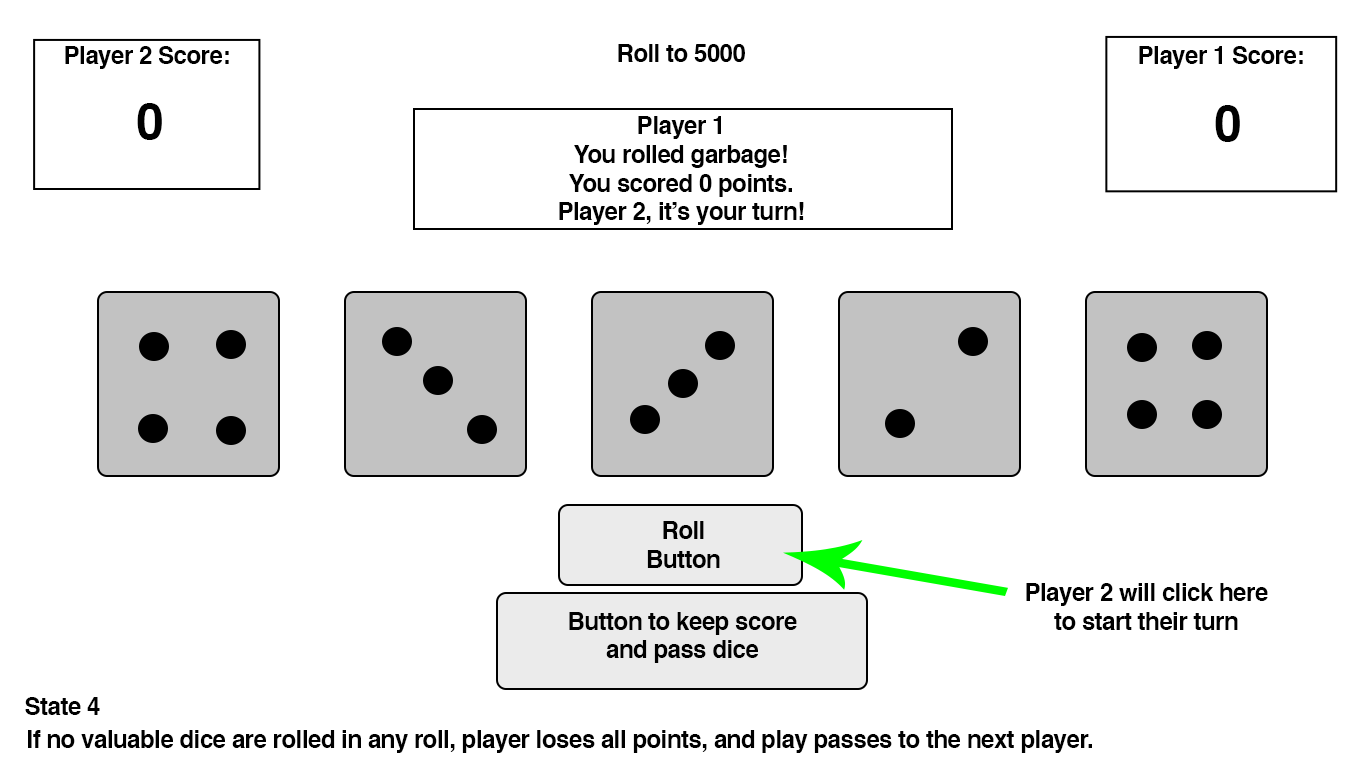 Player 2 Score:
0
Roll to 5000
Player 1 Score:
0
Player 1
You rolled garbage!
You scored 0 points.
Player 2, it’s your turn!
Roll
Button
Button to keep score
and pass dice
Player 2 will click here
to start their turn
State 4
If no valuable dice are rolled in any roll, player loses all points, and play passes to the next player.